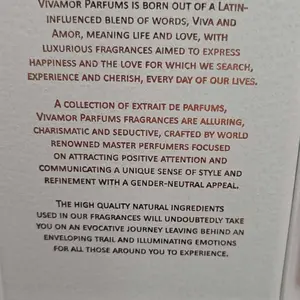 Vivamor Parfums is born out of a Latin-
influenced blend of words, Viva and
Amor, meaning life and love, with
luxurious fragrances aimed to express
happiness and the love for which we search,
experience and cherish, every day of our lives.
A collection of extrait de parfums,
Vivamor Parfums fragrances are alluring,
charismatic and seductive, crafted by world
renowned master perfumers focused
on attracting positive attention and
communicating a unique sense of style and
refinement with a gender-neutral appeal.
The high quality natural ingredients
used in our fragrances will undoubtedly take
you on an evocative journey leaving behind an
enveloping trail and illuminating emotions
for all those around you to experience.